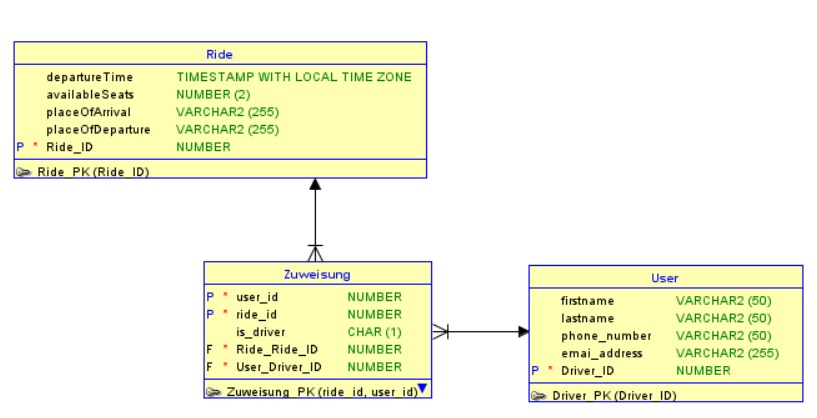 Ride
departureTime TIMESTAMP WITH LOCAL TIME ZONE
availableSeats NUMBER (2)
placeOfArrival VARCHAR2 (255)
placeOfDeparture VARCHAR2 (255)
P * Ride_ID NUMBER
Ride_PK (Ride_ID)
Zuweisung
P * user_id NUMBER
P * ride_id NUMBER
is_driver CHAR (1)
F * Ride_Ride_ID NUMBER
F * User_Driver_ID NUMBER
Zuweisung_PK (ride_id, user_id)
User
firstname VARCHAR2 (50)
lastname VARCHAR2 (50)
phone_number VARCHAR2 (50)
emai_address VARCHAR2 (255)
P * Driver_ID NUMBER
Driver_PK (Driver_ID)